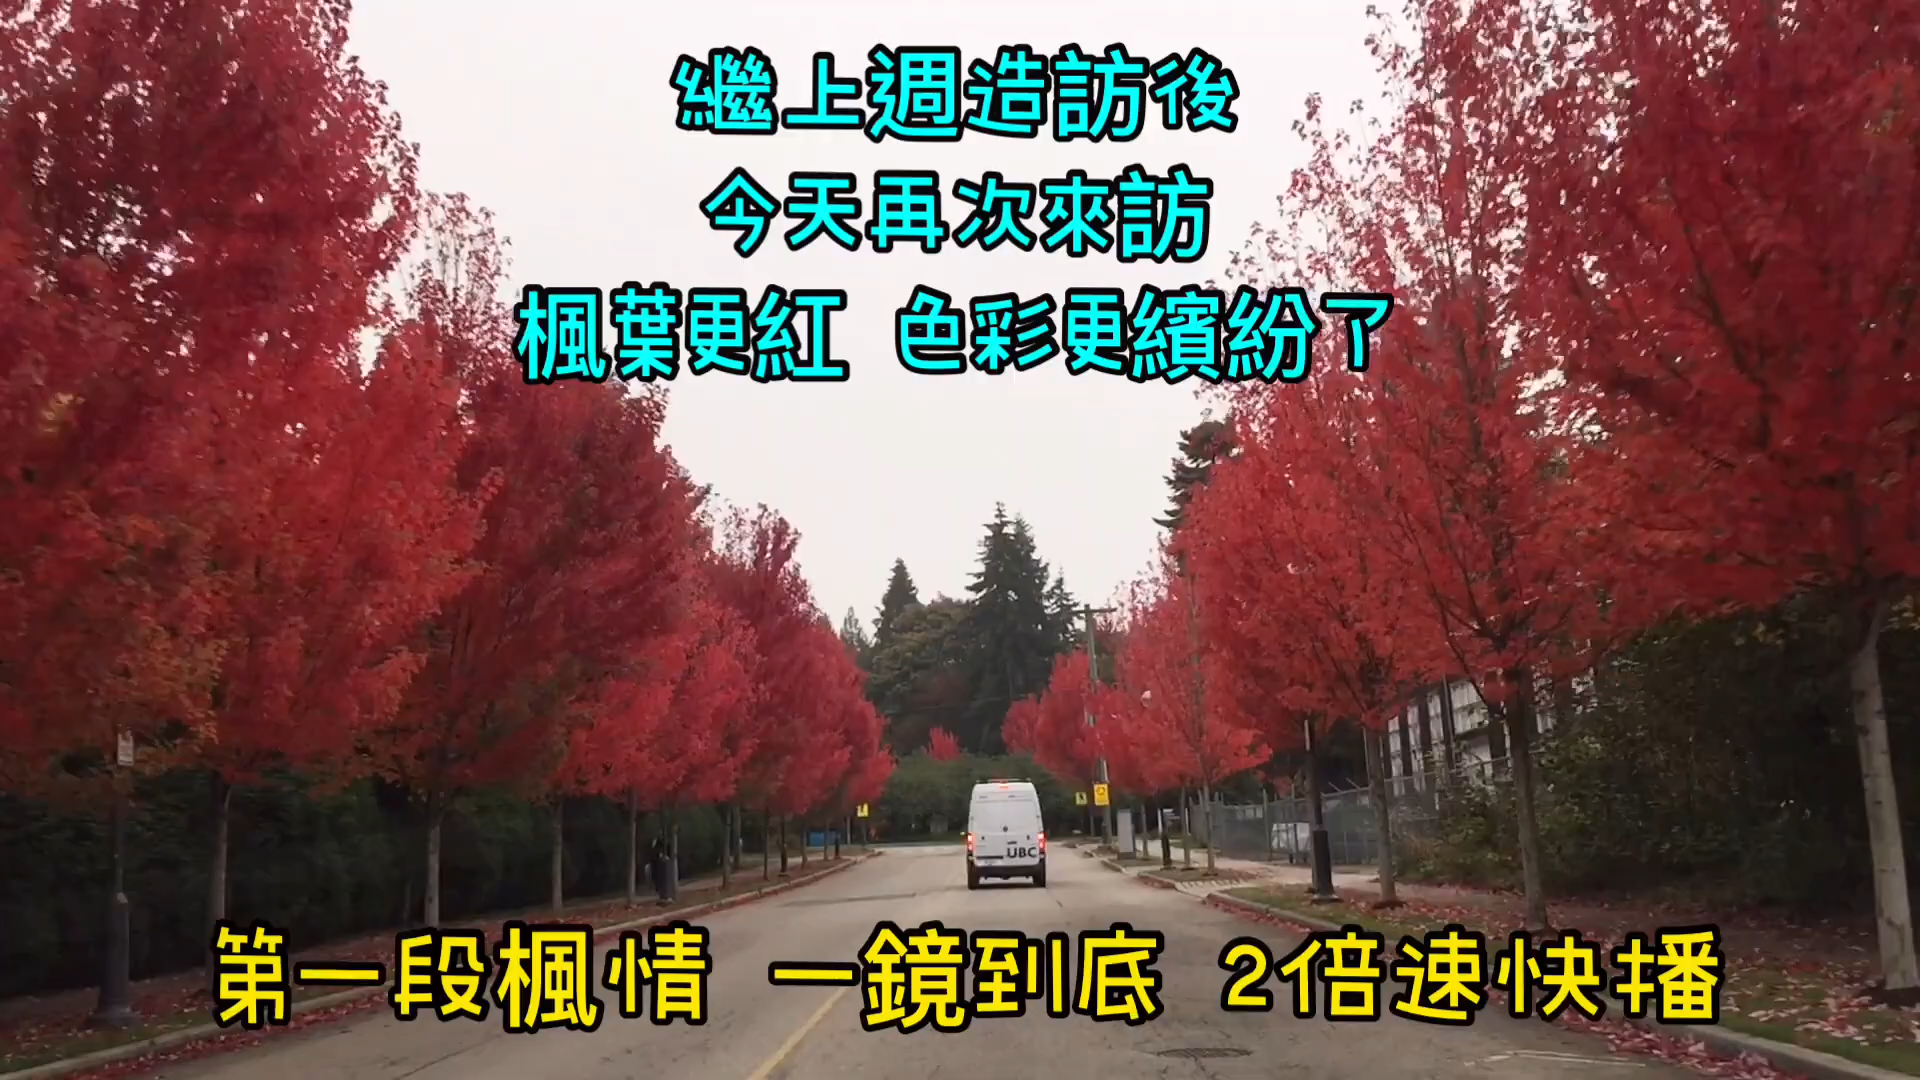 繼上週造訪後
今天再次來訪
楓葉更紅 色彩更繽紛了
UBC
第一段楓情 一鏡到底 2倍速快播